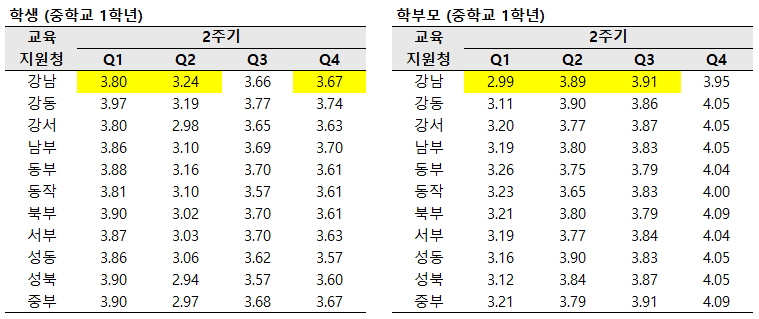 학생 (중학교 1학년)
교육 지원청 2주기
Q1 Q2 Q3 Q4
강남 3.80 3.24 3.66 3.67
강동 3.97 3.19 3.77 3.74
강서 3.80 2.98 3.65 3.63
남부 3.86 3.10 3.69 3.70
동부 3.88 3.16 3.70 3.61
동작 3.81 3.10 3.57 3.61
북부 3.90 3.02 3.70 3.61
서부 3.87 3.03 3.70 3.63
성동 3.86 3.06 3.62 3.57
성북 3.90 2.94 3.57 3.60
중부 3.90 2.97 3.68 3.67
학부모 (중학교 1학년)
교육 지원청 2주기
Q1 Q2 Q3 Q4
강남 2.99 3.89 3.91 3.95
강동 3.11 3.90 3.86 4.05
강서 3.20 3.77 3.87 4.05
남부 3.19 3.80 3.83 4.05
동부 3.26 3.75 3.79 4.04
동작 3.23 3.65 3.83 4.00
북부 3.21 3.80 3.79 4.09
서부 3.19 3.77 3.84 4.04
성동 3.16 3.90 3.83 4.05
성북 3.12 3.84 3.87 4.05
중부 3.21 3.79 3.91 4.09